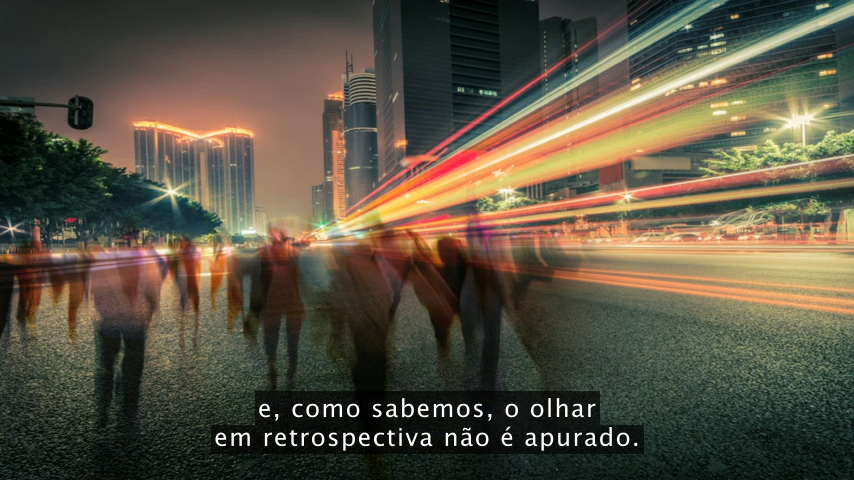 e, como sabemos, o olhar
em retrospectiva não é apurado.